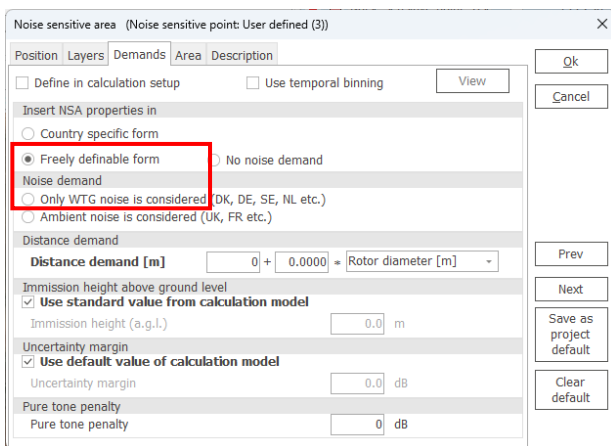 Noise sensitive area (Noise sensitive point: User defined (3))
Position Layers Demands Area Description
Ok
Define in calculation setup Use temporal binning View
Cancel
Insert NSA properties in
Country specific form
Freely definable form No noise demand
Noise demand
Only WTG noise is considered (DK, DE, SE, NL etc.)
Ambient noise is considered (UK, FR etc.)
Distance demand
Distance demand [m] 0 + 0.0000 * Rotor diameter [m]
Prev
Immission height above ground level
Next
Use standard value from calculation model
Immission height (a.g.l.) 0.0 m
Save as project default
Uncertainty margin
Use default value of calculation model
Uncertainty margin 0.0 dB
Clear default
Pure tone penalty
Pure tone penalty 0 dB